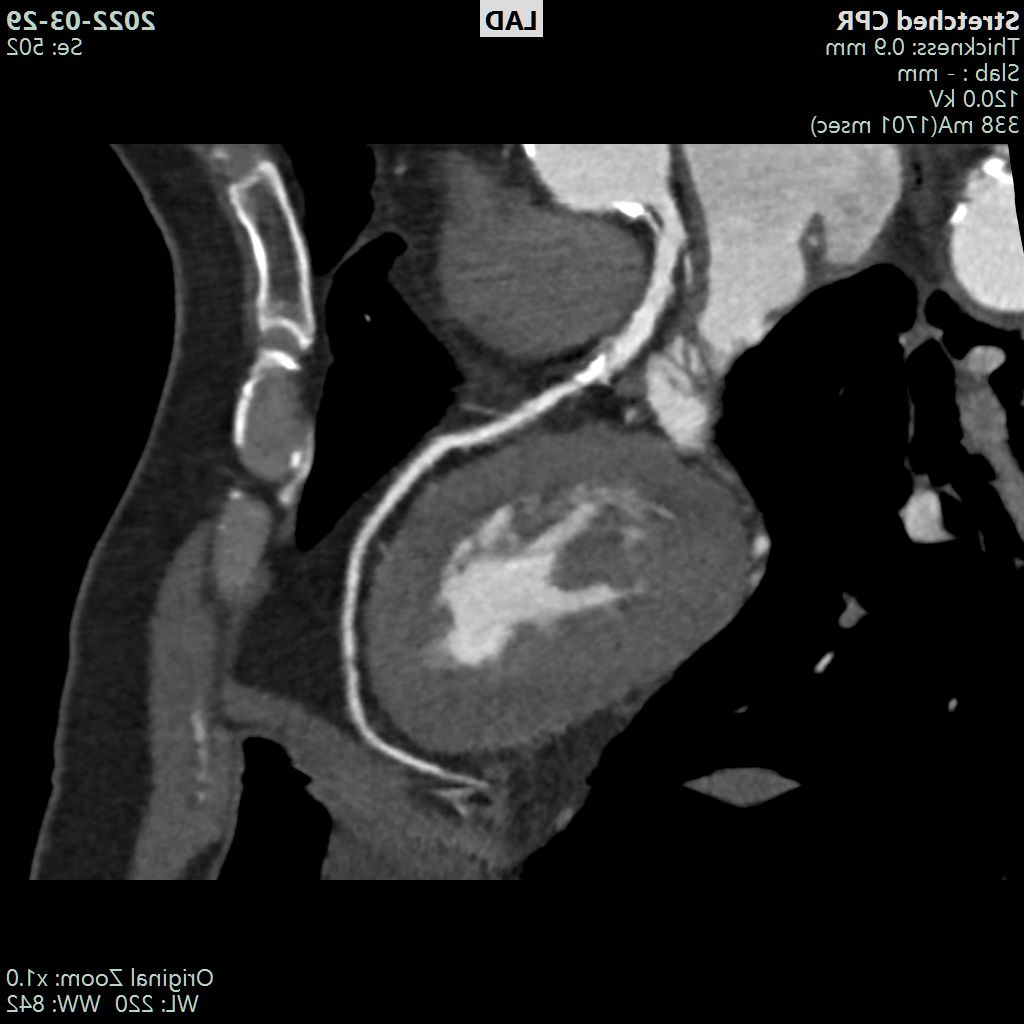 Stretched CPR
Thickness: 0.9 mm
Slab : - mm
120.0 kV
338 mA(1701 msec)
LAD
2022-03-29
Se: 502
Original Zoom: x1.0
WL: 220 WW: 842